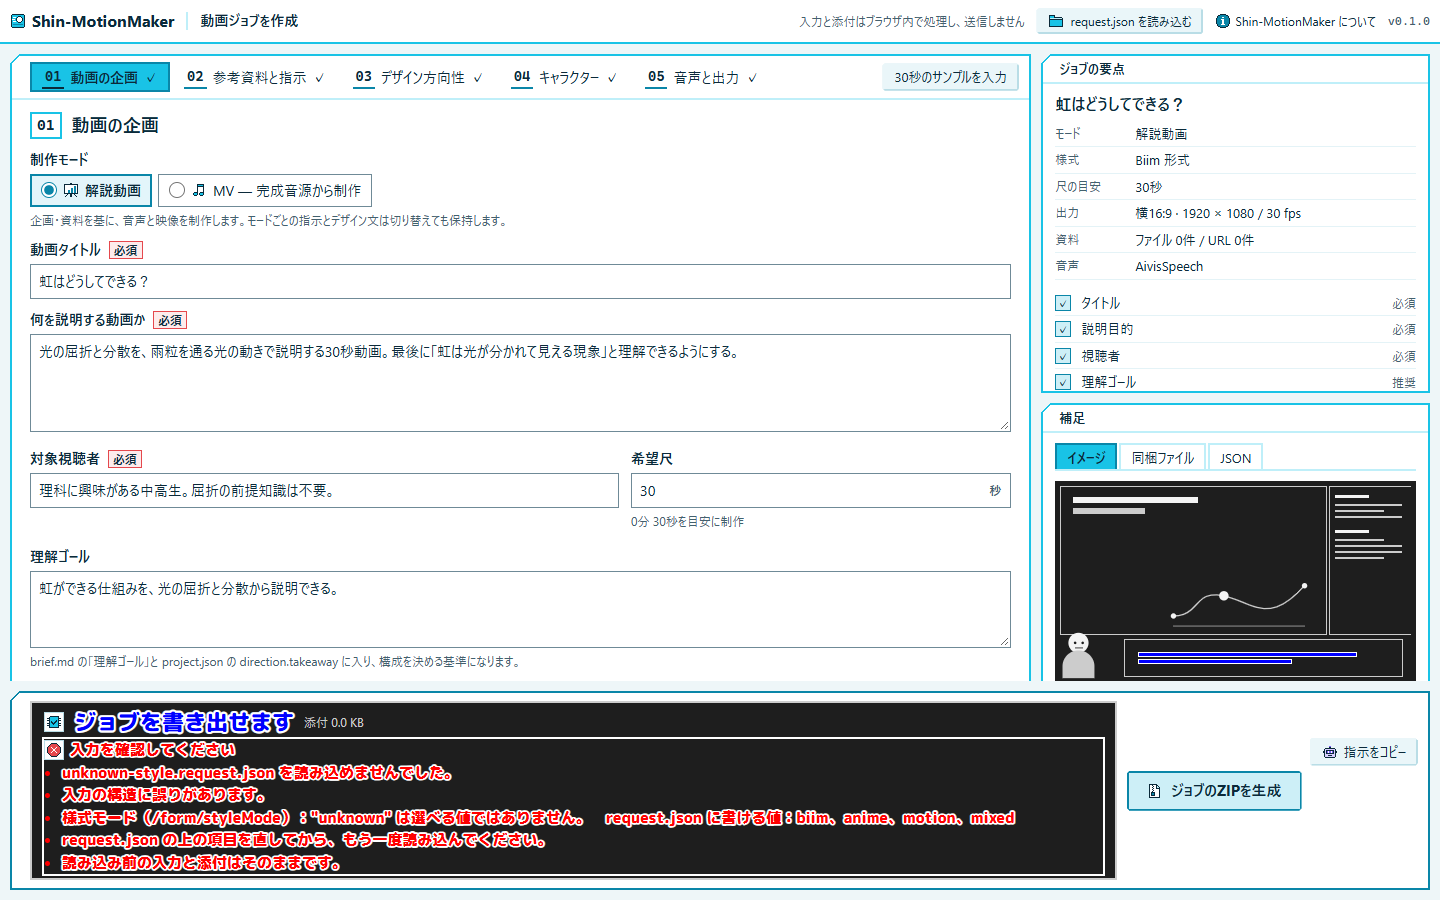 Shin-MotionMaker
動画ジョブを作成
入力と添付はブラウザ内で処理し、送信しません
request.json を読み込む
Shin-MotionMaker について
v0.1.0
01 動画の企画 ✓
02 参考資料と指示 ✓
03 デザイン方向性 ✓
04 キャラクター ✓
05 音声と出力 ✓
30秒のサンプルを入力
01 動画の企画
制作モード
解説動画
MV — 完成音源から制作
企画・資料を基に、音声と映像を制作します。モードごとの指示とデザイン文は切り替えても保持します。
動画タイトル 必須
虹はどうしてできる？
何を説明する動画か 必須
光の屈折と分散を、雨粒を通る光の動きで説明する30秒動画。最後に「虹は光が分かれて見える現象」と理解できるようにする。
対象視聴者 必須
理科に興味がある中高生。屈折の前提知識は不要。
希望尺
30 秒
0分 30秒を目安に制作
理解ゴール
虹ができる仕組みを、光の屈折と分散から説明できる。
brief.md の「理解ゴール」と project.json の direction.takeaway に入り、構成を決める基準になります。
ジョブの要点
虹はどうしてできる？
モード 解説動画
様式 Biim 形式
尺の目安 30秒
出力 横16:9 · 1920 × 1080 / 30 fps
資料 ファイル 0件 / URL 0件
音声 AivisSpeech
✓ タイトル 必須
✓ 説明目的 必須
✓ 視聴者 必須
✓ 理解ゴール 推奨
補足
イメージ
同梱ファイル
JSON
ジョブを書き出せます 添付 0.0 KB
入力を確認してください
unknown-style.request.json を読み込めませんでした。
入力の構造に誤りがあります。
様式モード（/form/styleMode）："unknown" は選べる値ではありません。 request.json に書ける値：biim、anime、motion、mixed
request.json の上の項目を直してから、もう一度読み込んでください。
読み込み前の入力と添付はそのままです。
ジョブのZIPを生成
指示をコピー